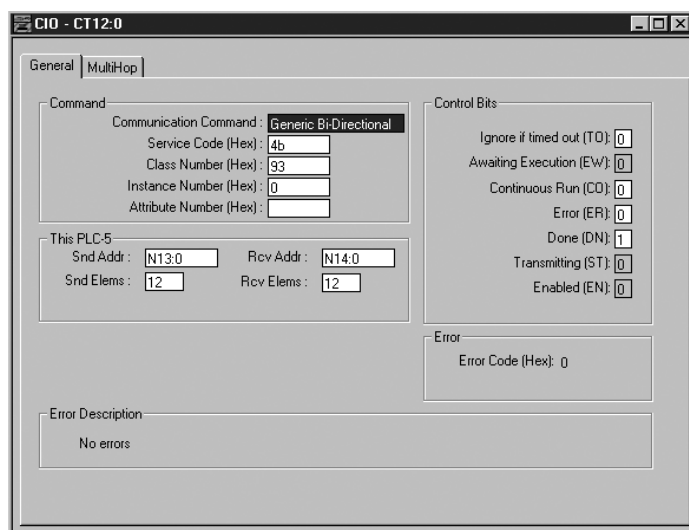 CIO - CT12:0
General MultiHop
Command
Communication Command : Generic Bi-Directional
Service Code (Hex) : 4b
Class Number (Hex) : 93
Instance Number (Hex) : 0
Attribute Number (Hex) :
This PLC-5
Snd Addr : N13:0 Rcv Addr : N14:0
Snd Elems : 12 Rcv Elems : 12
Control Bits
Ignore if timed out (TO): 0
Awaiting Execution (EW): 0
Continuous Run (CO): 0
Error (ER): 0
Done (DN): 1
Transmitting (ST): 0
Enabled (EN): 0
Error
Error Code (Hex): 0
Error Description
No errors